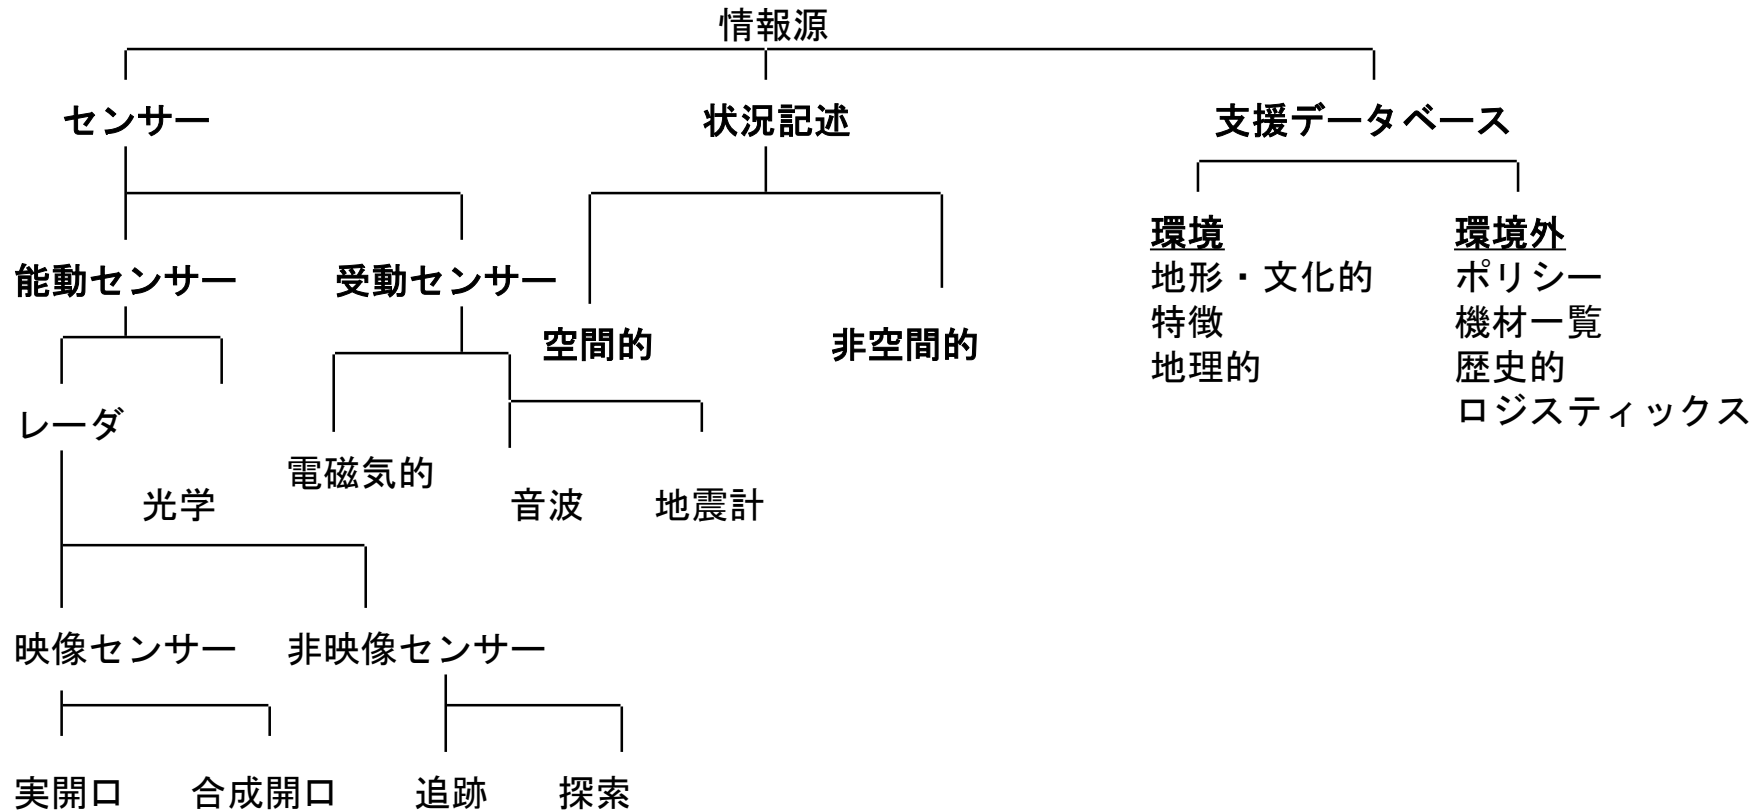 情報源
センサー
状況記述
支援データベース
能動センサー
受動センサー
空間的
非空間的
環境
地形・文化的
特徴
地理的
環境外
ポリシー
機材一覧
歴史的
ロジスティックス
レーダ
光学
電磁気的
音波
地震計
映像センサー
非映像センサー
実開口
合成開口
追跡
探索